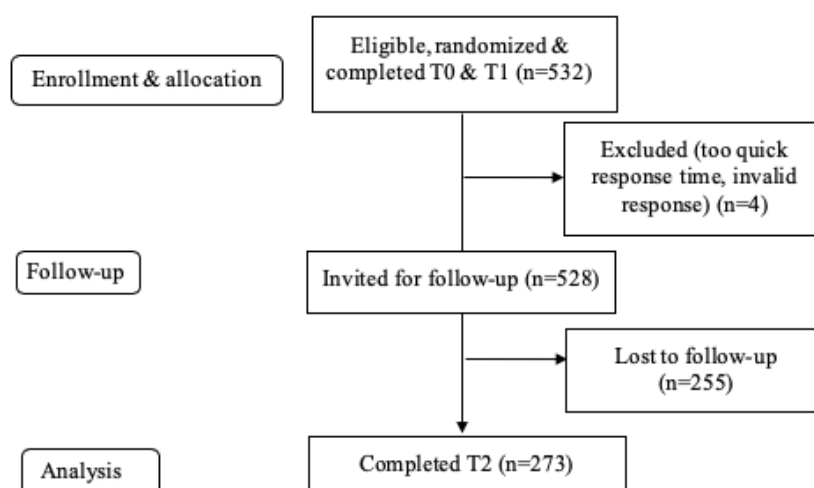 Eligible, randomized &
completed T0 & T1 (n=532)
Enrollment & allocation
Excluded (too quick
response time, invalid
response) (n=4)
Follow-up
Invited for follow-up (n=528)
Lost to follow-up
(n=255)
Completed T2 (n=273)
Analysis